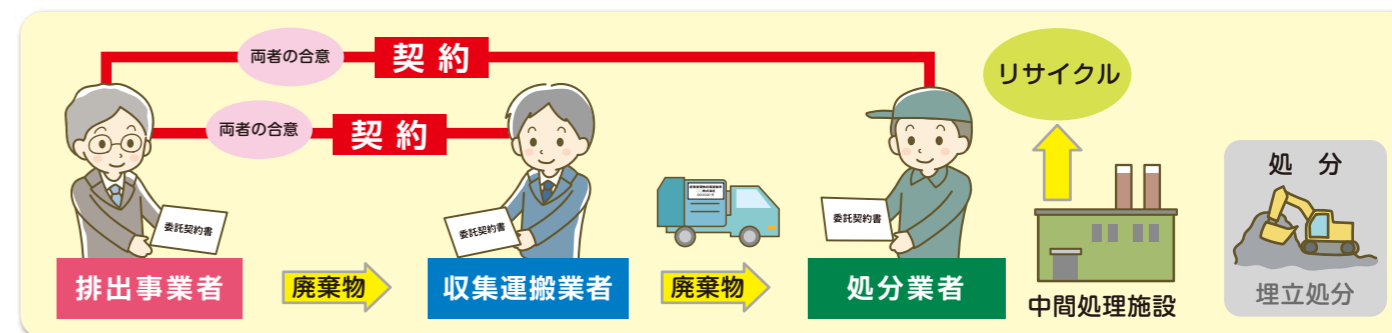 両者の合意
契約
両者の合意
契約
リサイクル
委託契約書
委託契約書
委託契約書
排出事業者
廃棄物
収集運搬業者
廃棄物
処分業者
中間処理施設
処分
埋立処分